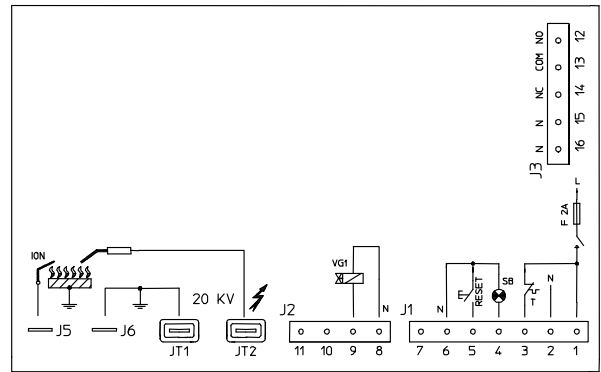 NO 12
COM 13
NC 14
N 15
N 16
J3
L
F 2A
ION
20 KV
VG1
N
N
RESET
SB
T
N
J5
J6
JT1
JT2
J2
J1
E
11 10 9 8
7 6 5 4 3 2 1